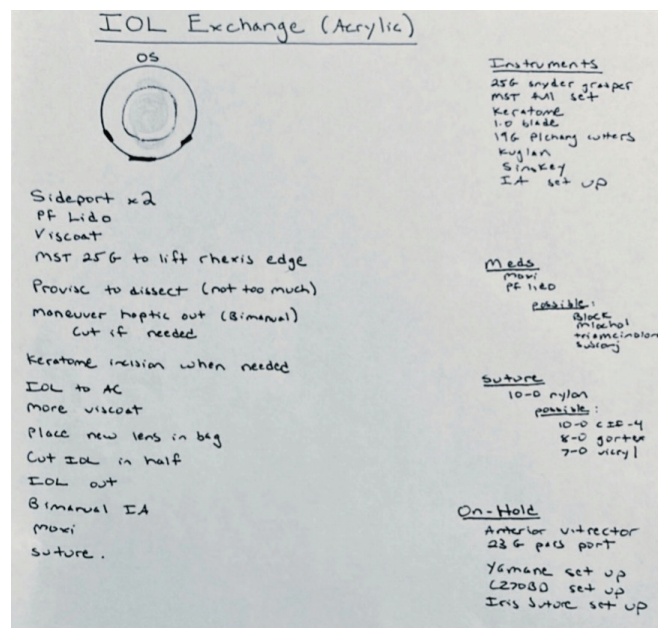 IOL Exchange (Acrylic)
OS
Sideport x2
PF Lido
Viscoat
MST 25G to lift rhexis edge
Provisc to dissect (not too much)
maneuver haptic out (Bimanual)
cut if needed
Keratome incision when needed
IOL to AC
more viscoat
Place new lens in bag
Cut IOL in half
IOL out
Bimanual IA
moxi
suture.
Instruments
25G snyder grasper
MST full set
Keratome
1.0 blade
19G Pichang cutters
Kuglan
Sinskey
IA set up
Meds
moxi
PF lido
possible:
Block
miochol
triamcinolon
subconj
Suture
10-0 nylon
possible:
10-0 CIF-4
8-0 gortex
7-0 vicryl
On-Hold
Anterior vitrector
23G pars port
Yamane set up
CZ70BD set up
Iris Suture set up